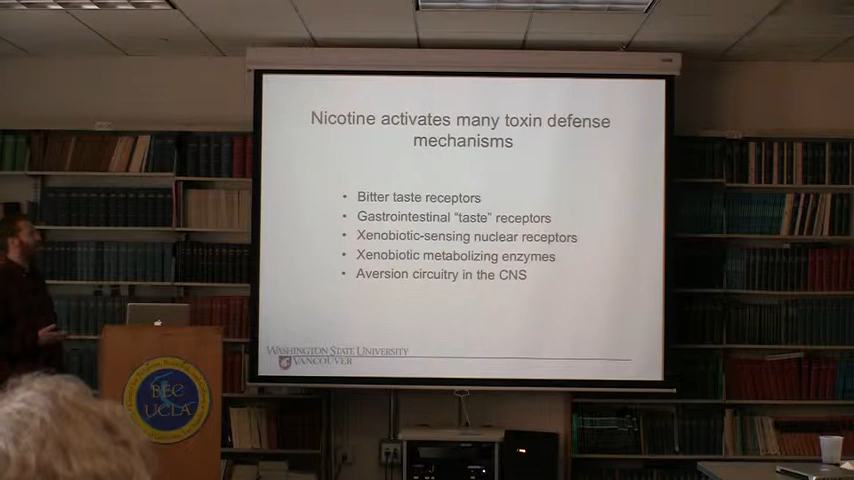 Nicotine activates many toxin defense
mechanisms
• Bitter taste receptors
• Gastrointestinal “taste” receptors
• Xenobiotic-sensing nuclear receptors
• Xenobiotic metabolizing enzymes
• Aversion circuitry in the CNS
WASHINGTON STATE UNIVERSITY
VANCOUVER
BEC
UCLA